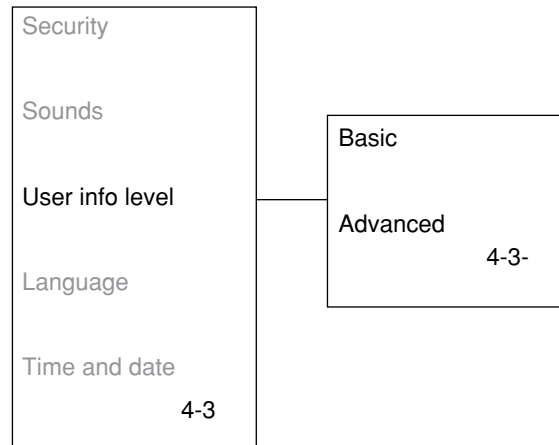 Security
Sounds
User info level
Language
Time and date
4-3
Basic
Advanced
4-3-